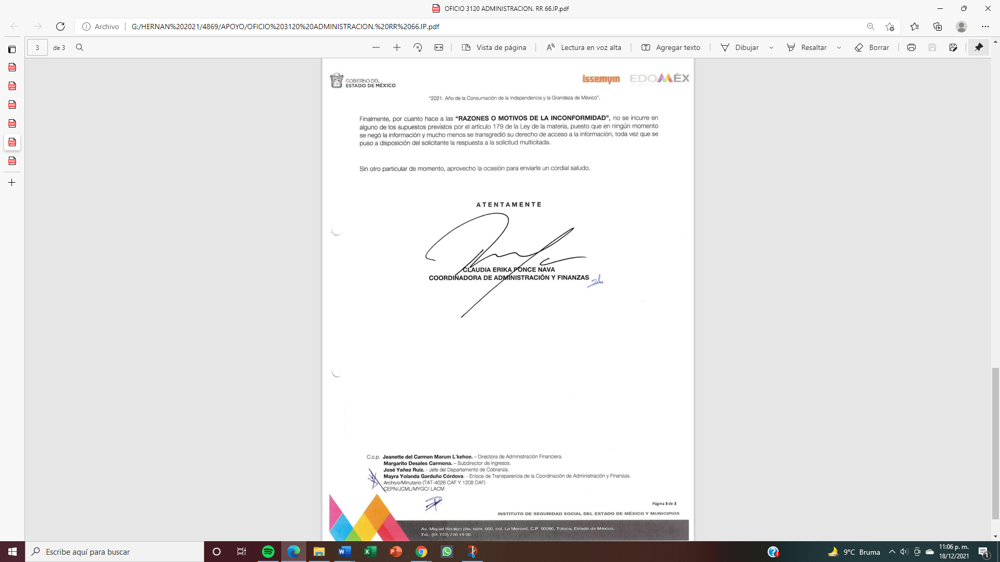 OFICIO 3120 ADMINISTRACION. RR 66.IP.pdf
Archivo
G:/HERNAN%202021/4869/APOYO/OFICIO%203120%20ADMINISTRACION.%20RR%2066.IP.pdf
3 de 3
Vista de página
Lectura en voz alta
Agregar texto
Dibujar
Resaltar
Borrar
GOBIERNO DEL
ESTADO DE MÉXICO
issemym
EDOMÉX
“2021. Año de la Consumación de la Independencia y la Grandeza de México”.
Finalmente, por cuanto hace a las “RAZONES O MOTIVOS DE LA INCONFORMIDAD”, no se incurre en
alguno de los supuestos previstos por el artículo 179 de la Ley de la materia, puesto que en ningún momento
se negó la información y mucho menos se transgredió su derecho de acceso a la información, toda vez que se
puso a disposición del solicitante la respuesta a la solicitud multicitada.
Sin otro particular de momento, aprovecho la ocasión para enviarle un cordial saludo.
A T E N T A M E N T E
CLAUDIA ERIKA PONCE NAVA
COORDINADORA DE ADMINISTRACIÓN Y FINANZAS
C.c.p. Jeanette del Carmen Marum L´kehoe. – Directora de Administración Financiera.
Margarito Desales Carmona. – Subdirector de Ingresos.
José Yañez Ruíz. - Jefe del Departamento de Cobranza.
Mayra Yolanda Garduño Córdova. - Enlace de Transparencia de la Coordinación de Administración y Finanzas.
Archivo/Minutario (TAT-4026 CAF Y 1208 DAF)
CEPN/JCML/MYGC/ LACM
Página 3 de 3
INSTITUTO DE SEGURIDAD SOCIAL DEL ESTADO DE MÉXICO Y MUNICIPIOS
Av. Miguel Hidalgo pte. núm. 600, col. La Merced, C.P. 50080, Toluca, Estado de México.
Tel.: (01 722) 226 19 00
Escribe aquí para buscar
9°C Bruma
11:06 p. m.
18/12/2021
1